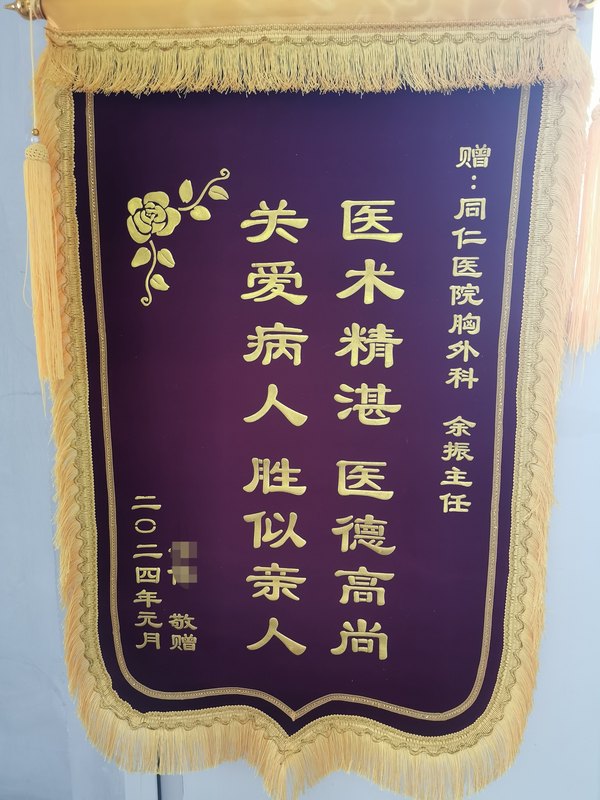 赠：同仁医院胸外科 余振主任
医术精湛 医德高尚
关爱病人 胜似亲人
敬赠
二〇二四年元月